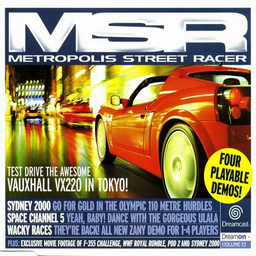 MSR
METROPOLIS STREET RACER
TEST DRIVE THE AWESOME
VAUXHALL VX220 IN TOKYO!
FOUR
PLAYABLE
DEMOS!
SYDNEY 2000 GO FOR GOLD IN THE OLYMPIC 110 METRE HURDLES
SPACE CHANNEL 5 YEAH, BABY! DANCE WITH THE GORGEOUS ULALA
WACKY RACES THEY'RE BACK! ALL NEW ZANY DEMO FOR 1-4 PLAYERS
PLUS: EXCLUSIVE MOVIE FOOTAGE OF F-355 CHALLENGE, WWF ROYAL RUMBLE, POD 2 AND SYDNEY 2000
Dreamcast
Dreamon
VOLUME 13